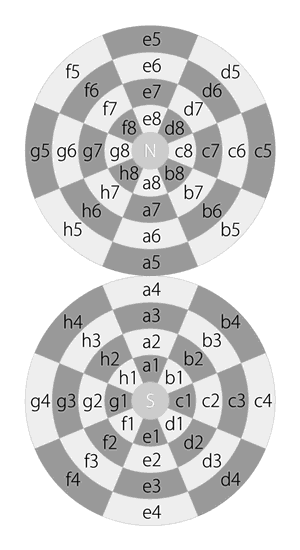 e5
f5 e6 d5
f6 e7 d6
f7 e8 d7
f8 d8
g5 g6 g7 g8 N c8 c7 c6 c5
h8 a8 b8
h7 b7
h6 a7 b6
h5 a6 b5
a5
a4
h4 a3 b4
h3 a2 b3
h2 a1 b2
h1 b1
g4 g3 g2 g1 S c1 c2 c3 c4
f1 d1
f2 e1 d2
f3 e2 d3
f4 e3 d4
e4